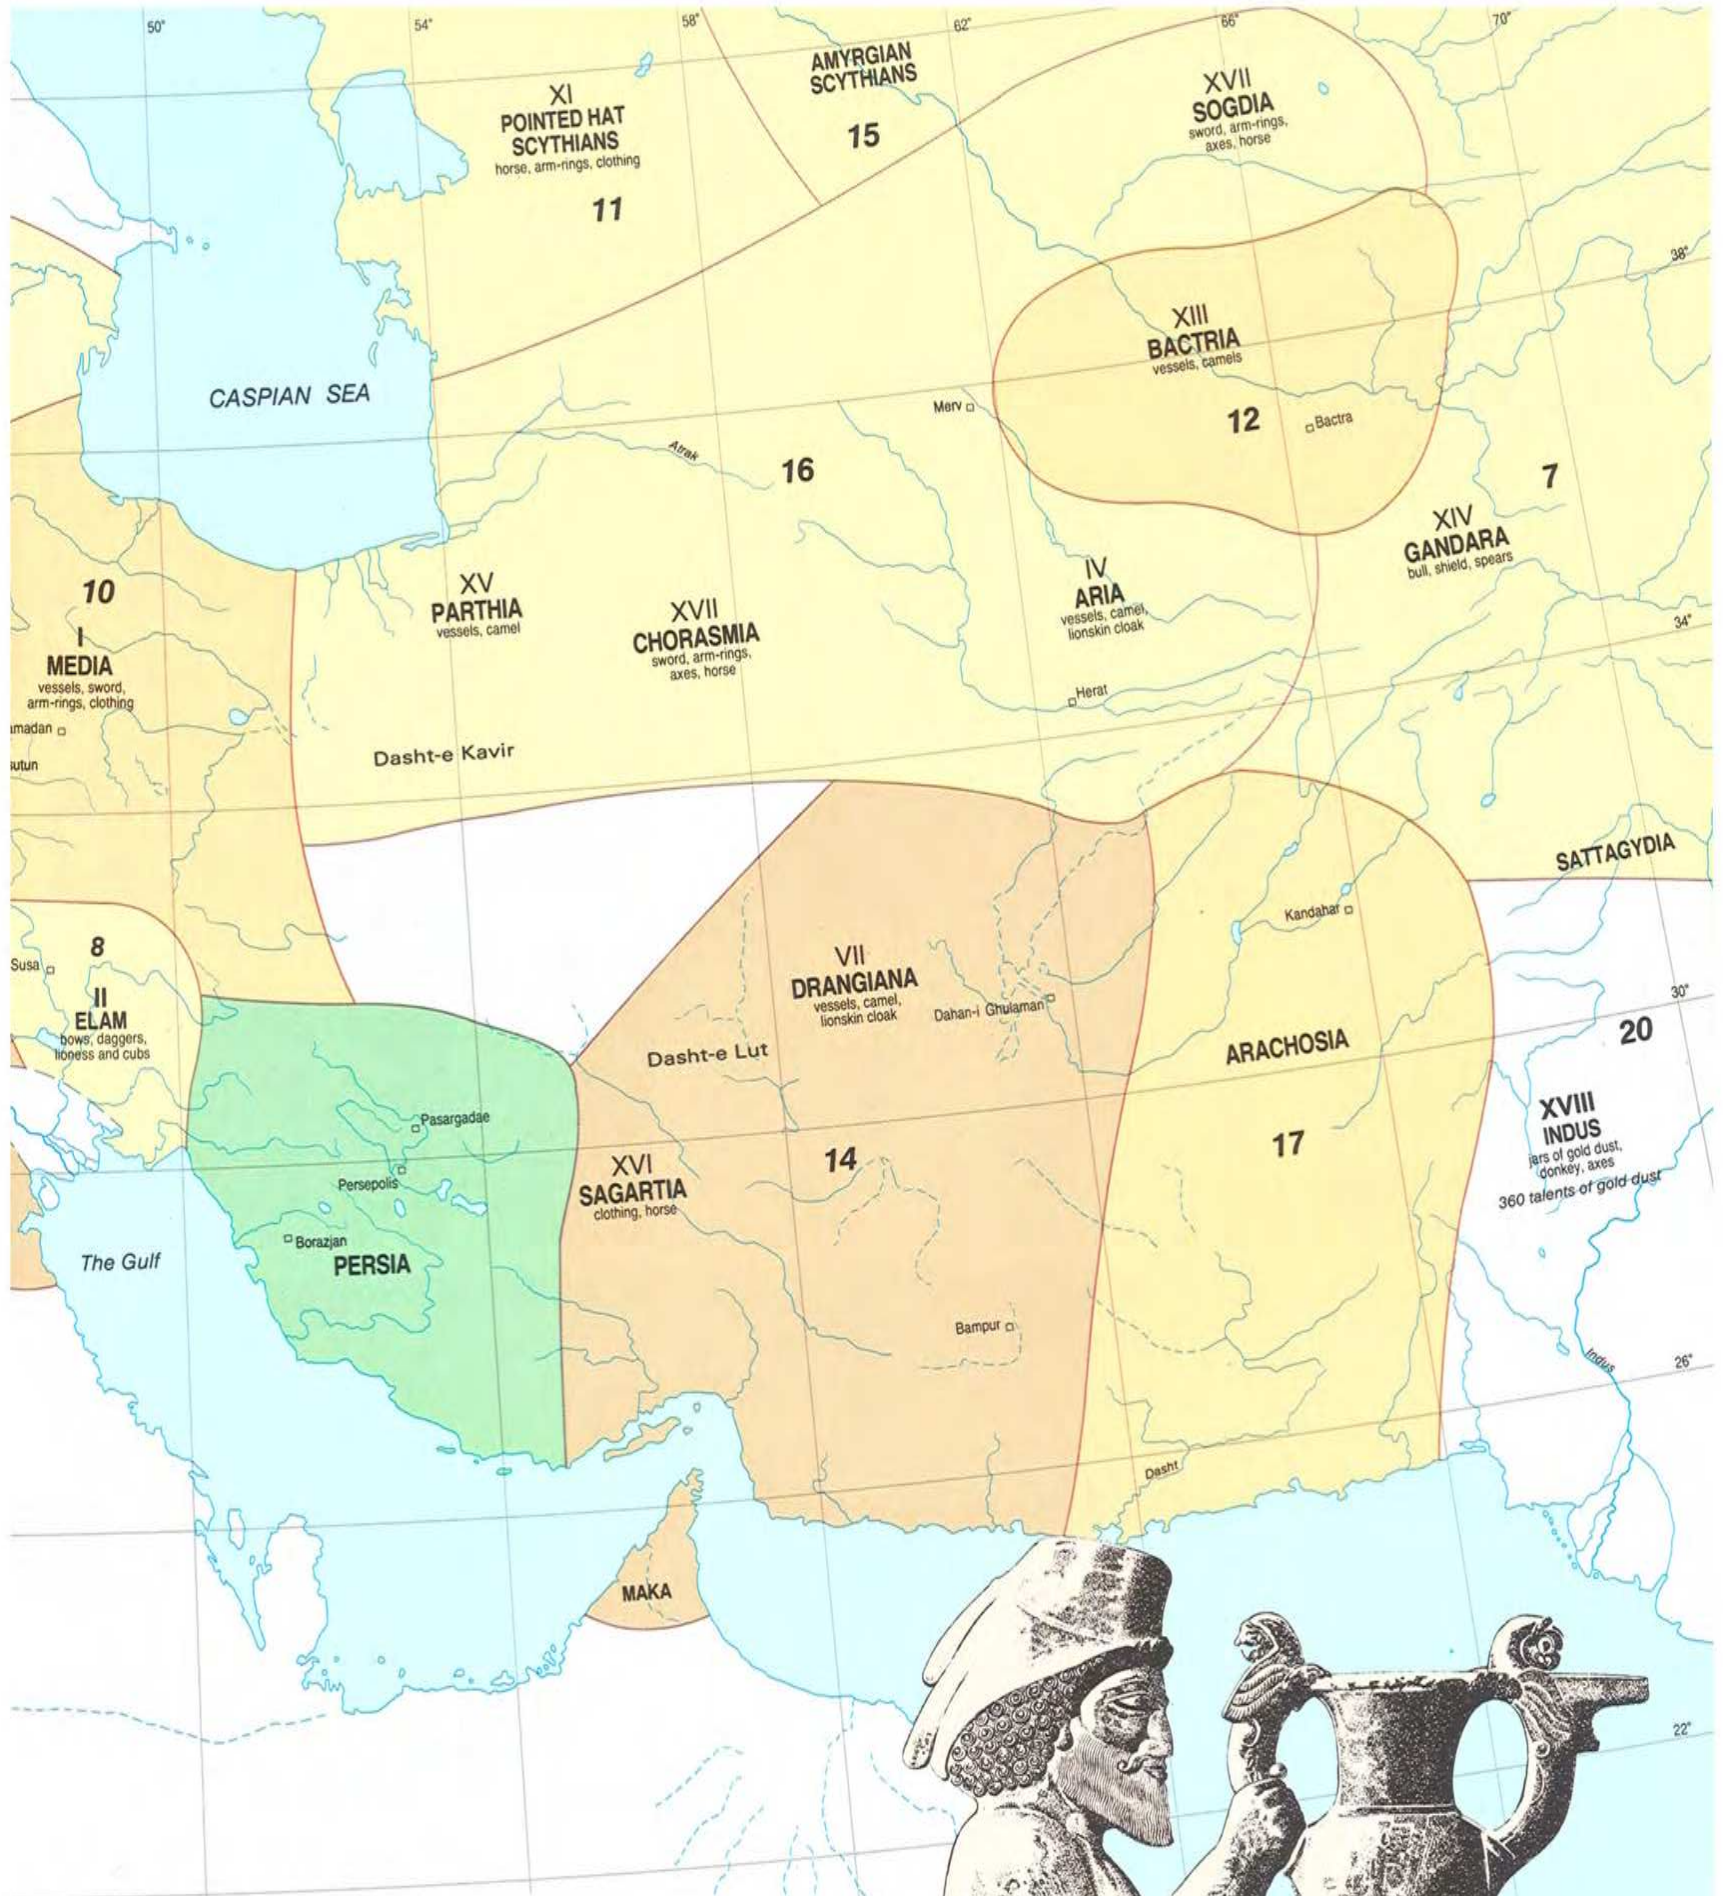 50°
54°
58°
62°
66°
70°
XI
POINTED HAT
SCYTHIANS
horse, arm-rings, clothing
11
AMYRGIAN
SCYTHIANS
15
XVII
SOGDIA
sword, arm-rings,
axes, horse
38°
CASPIAN SEA
XIII
BACTRIA
vessels, camels
12
Bactra
Merv
Atrak
16
7
XIV
GANDARA
bull, shield, spears
10
I
MEDIA
vessels, sword,
arm-rings, clothing
amadan
sutun
XV
PARTHIA
vessels, camel
XVII
CHORASMIA
sword, arm-rings,
axes, horse
IV
ARIA
vessels, camel,
lionskin cloak
34°
Herat
Dasht-e Kavir
SATTAGYDIA
Kandahar
8
Susa
II
ELAM
bows, daggers,
lioness and cubs
VII
DRANGIANA
vessels, camel,
lionskin cloak
Dahan-i Ghulaman
30°
20
Dasht-e Lut
ARACHOSIA
Pasargadae
XVIII
INDUS
jars of gold dust,
donkey, axes
360 talents of gold dust
17
14
XVI
SAGARTIA
clothing, horse
Persepolis
Borazjan
PERSIA
The Gulf
Bampur
Indus
26°
Dasht
MAKA
22°